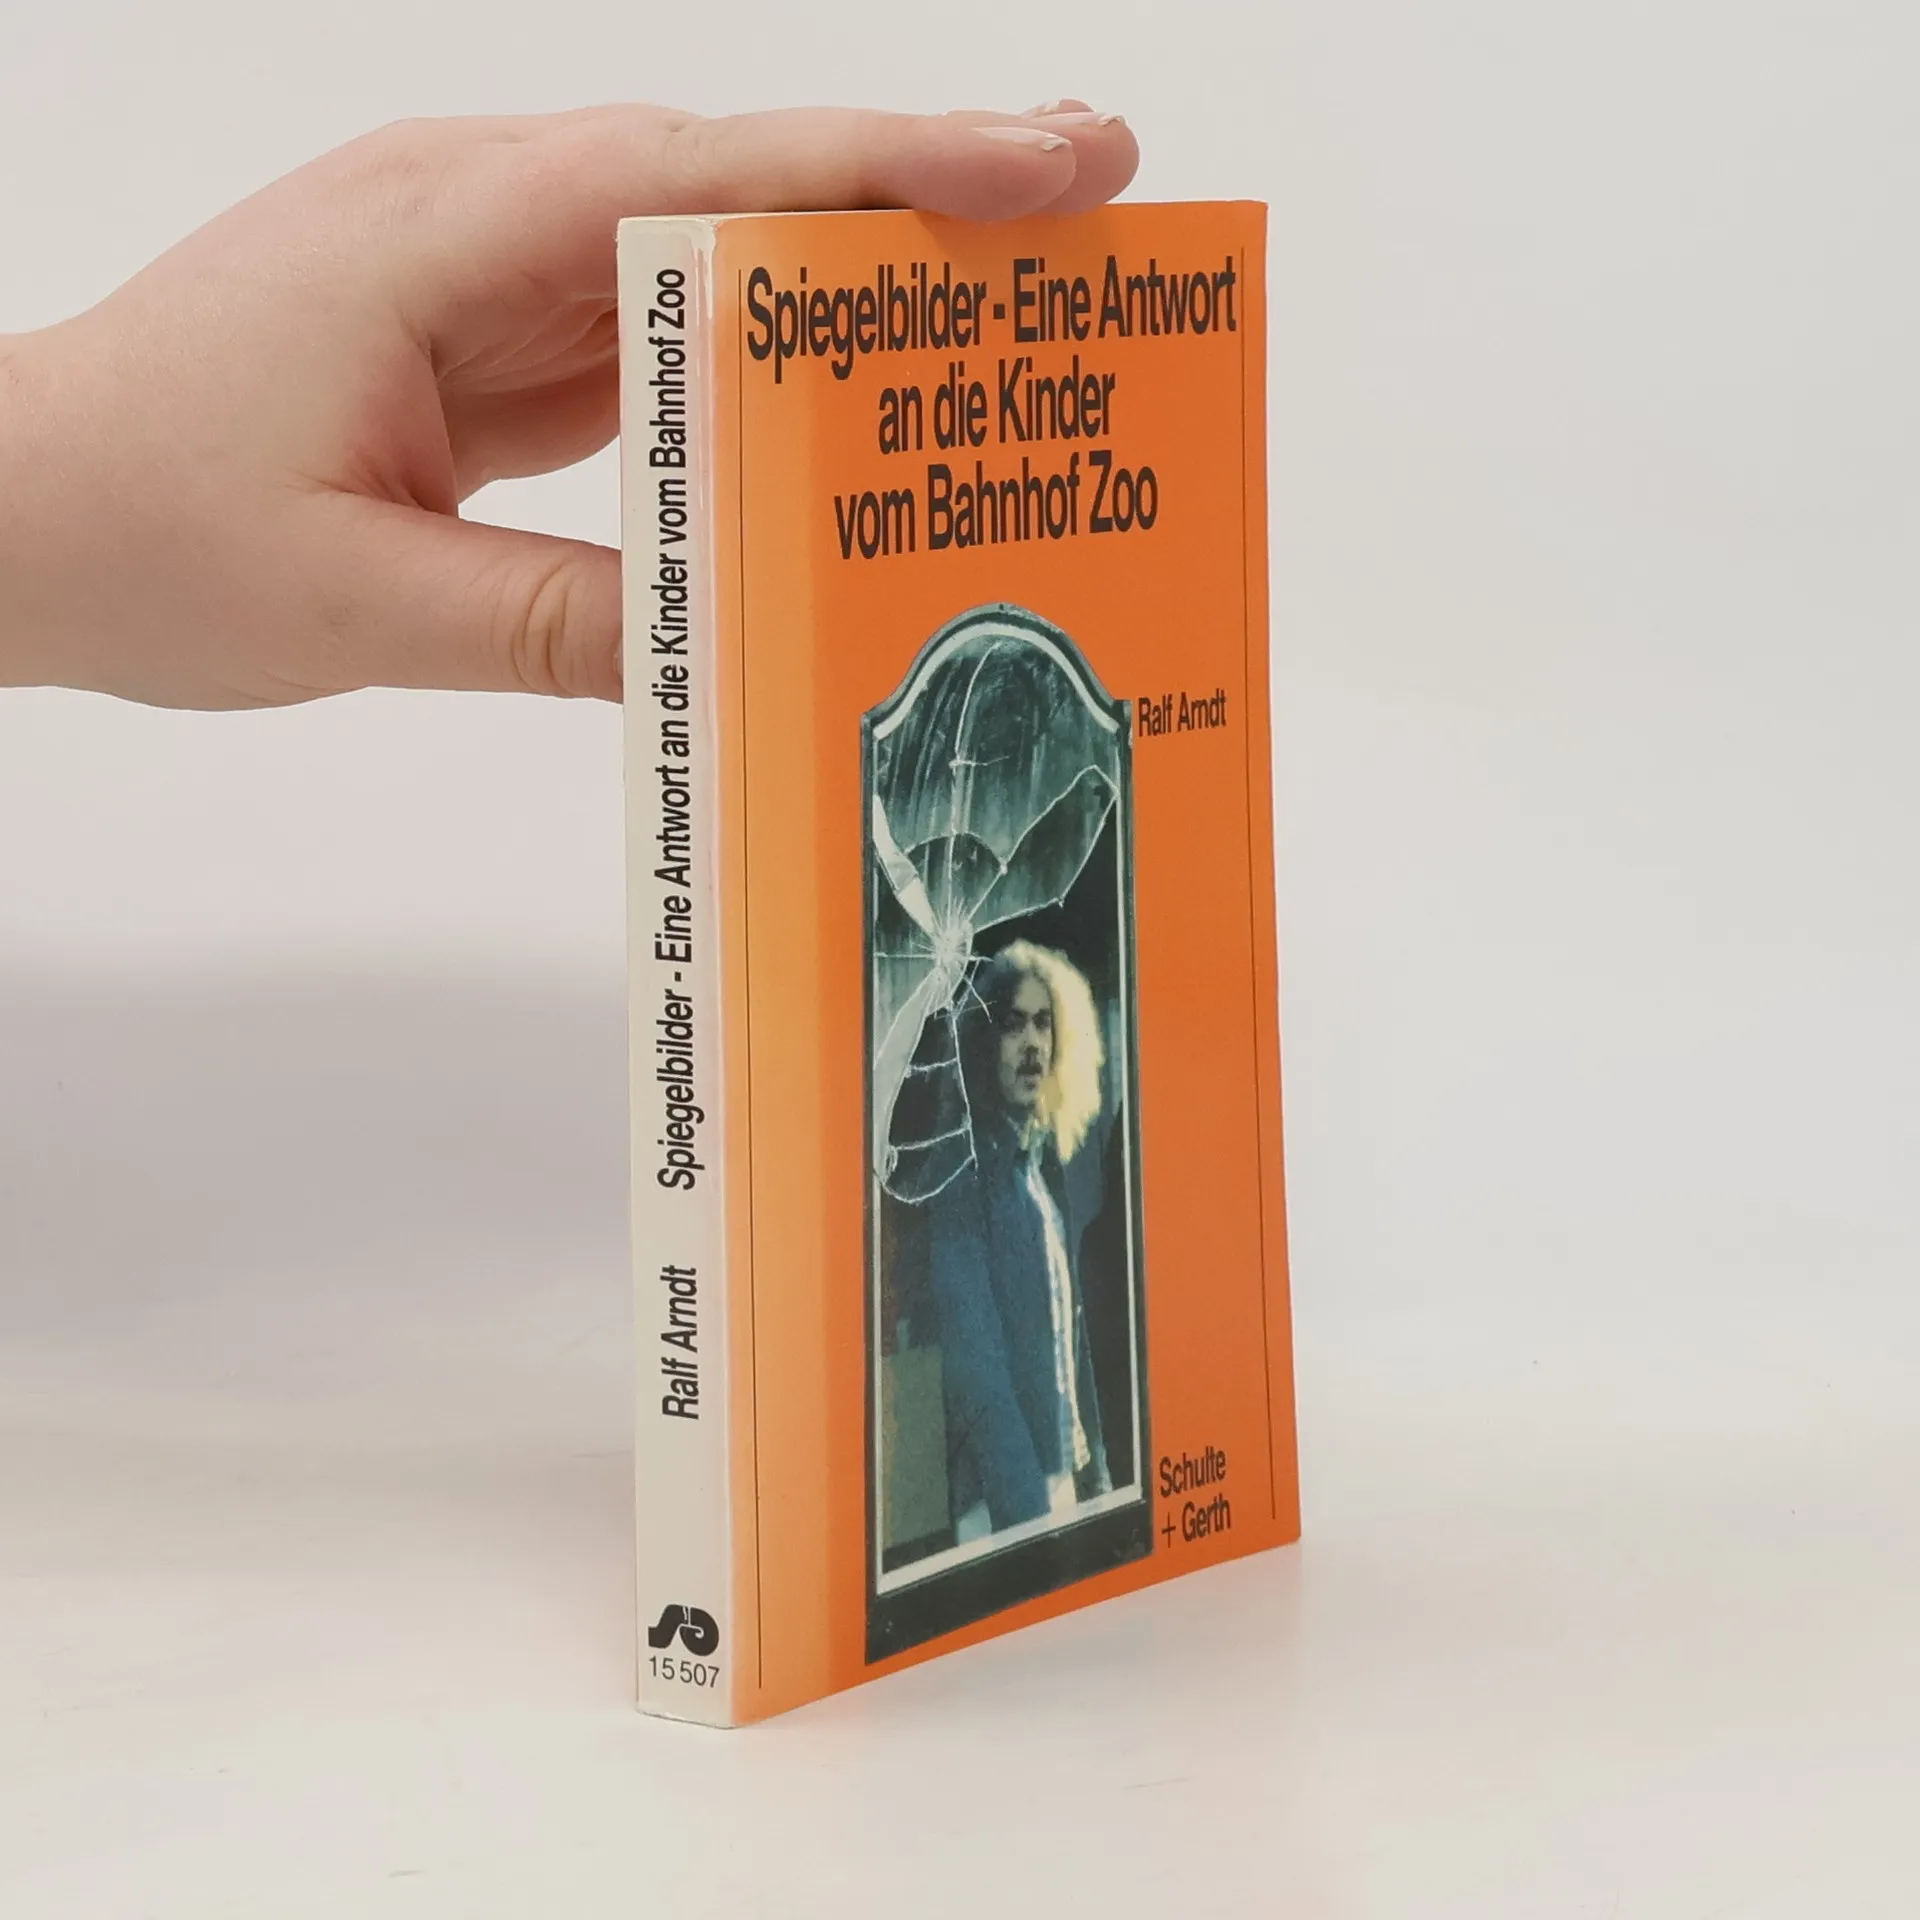 Spiegelbilder - Eine Antwort
an die Kinder
vom Bahnhof Zoo
Ralf Arndt
Schulte
+ Gerth
Ralf Arndt Spiegelbilder - Eine Antwort an die Kinder vom Bahnhof Zoo
15 507